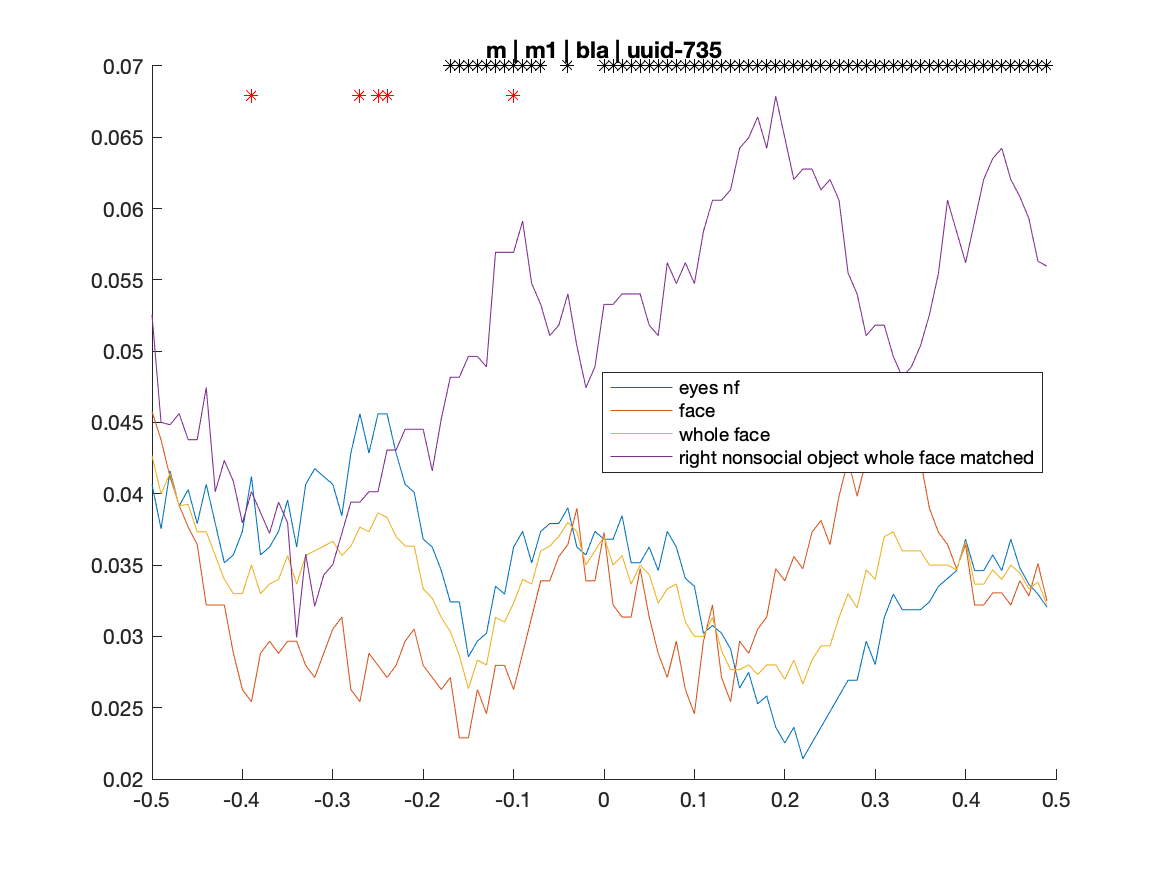 m | m1 | bla | uuid-735
0.07
0.065
0.06
0.055
0.05
0.045
0.04
0.035
0.03
0.025
0.02
eyes nf
face
whole face
right nonsocial object whole face matched
-0.5 -0.4 -0.3 -0.2 -0.1 0 0.1 0.2 0.3 0.4 0.5